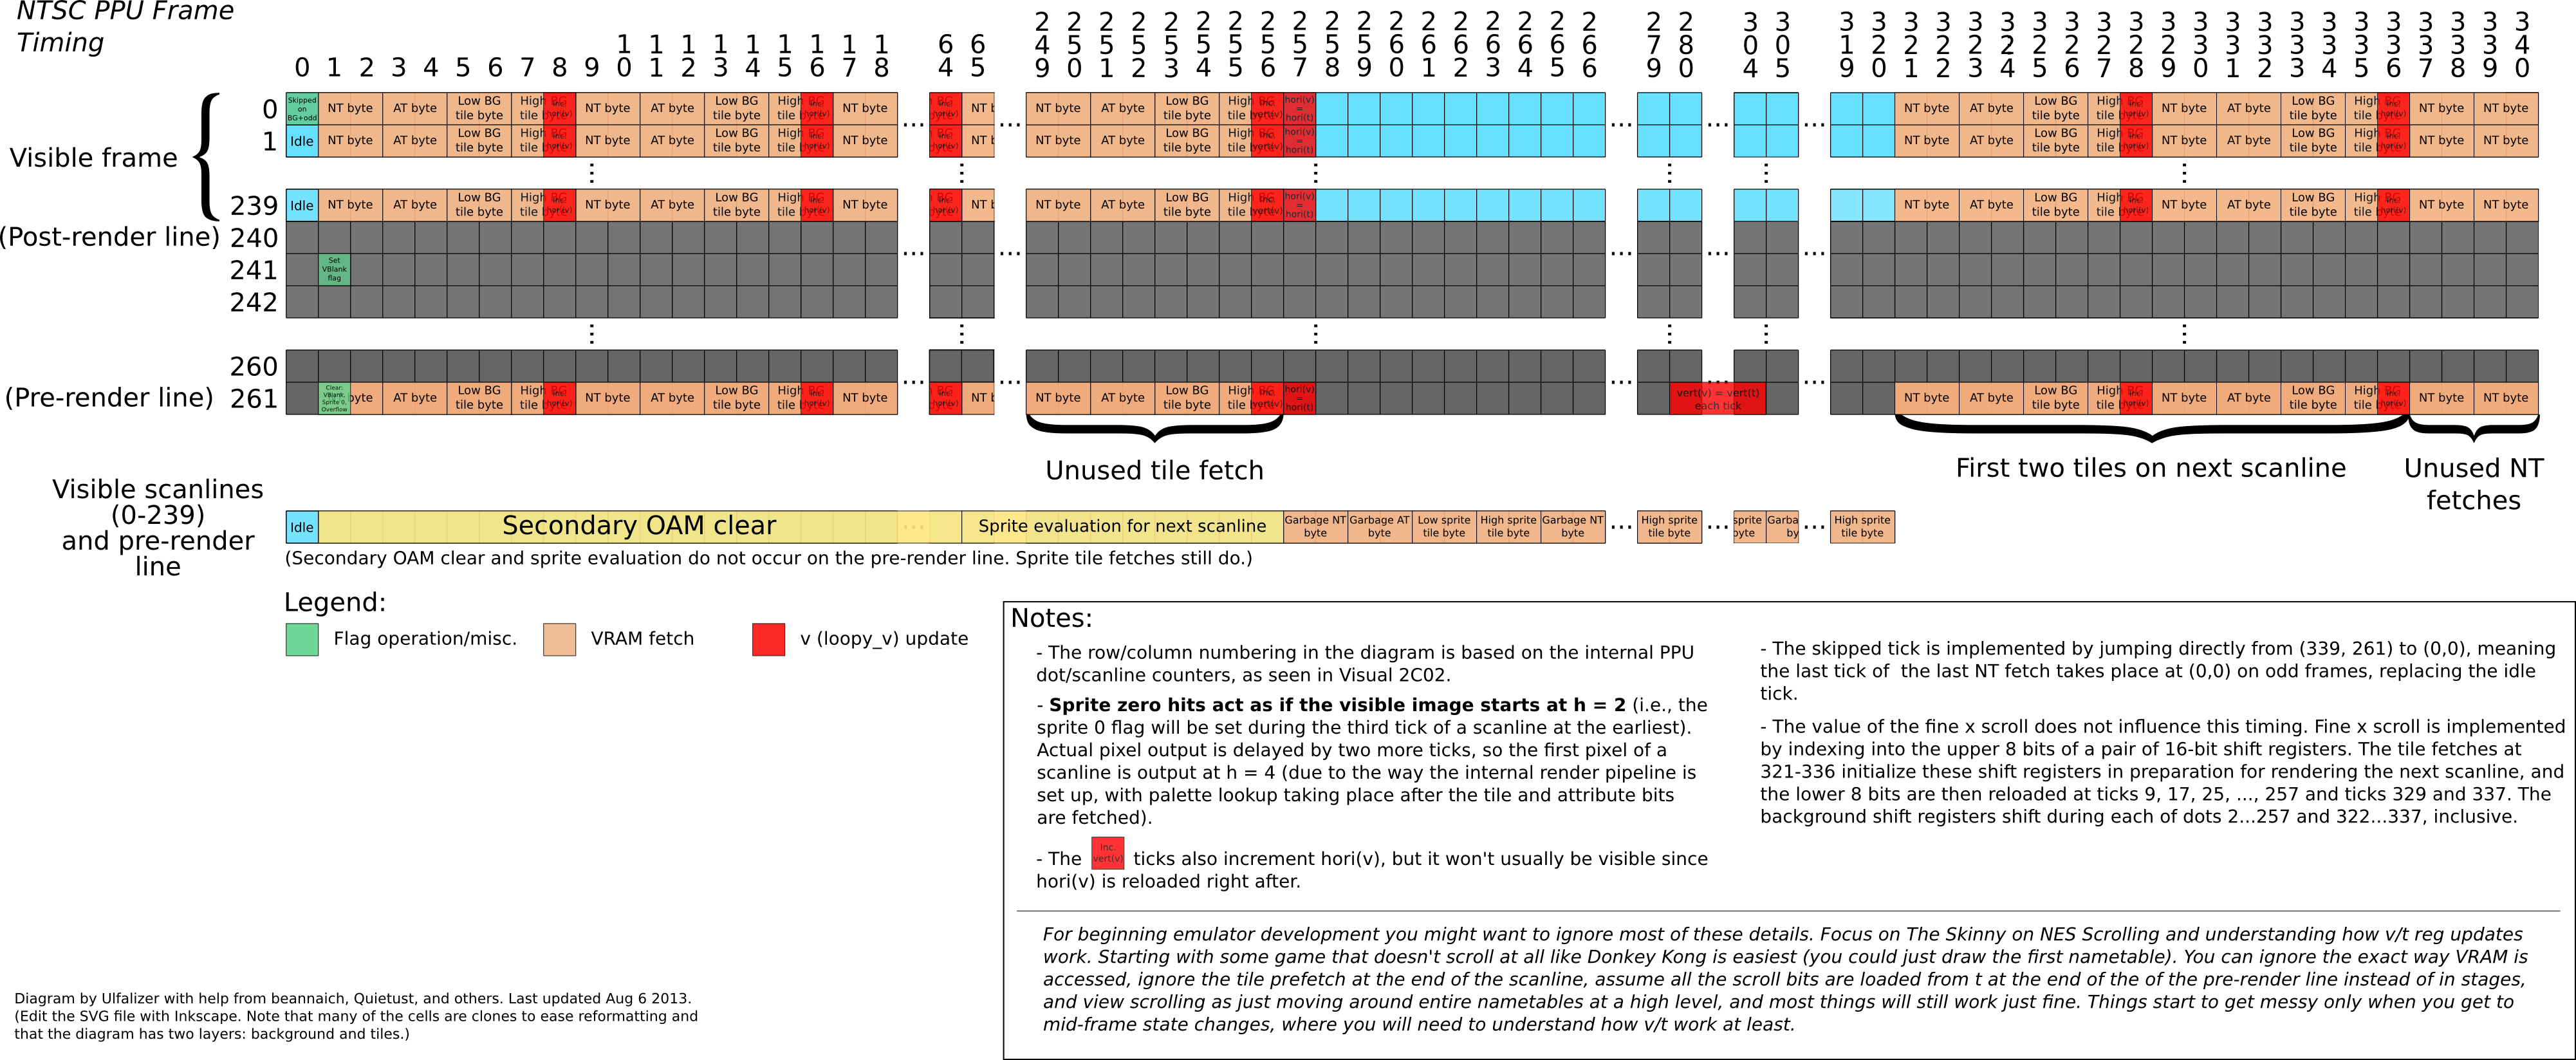 NTSC PPU Frame
Timing
0 1 2 3 4 5 6 7 8 9 10 11 12 13 14 15 16 17 18 64 65 249 250 251 252 253 254 255 256 257 258 259 260 261 262 263 264 265 266 279 280 304 305 319 320 321 322 323 324 325 326 327 328 329 330 331 332 333 334 335 336 337 338 339 340
Visible frame
0
Skipped
on
BG+odd
NT byte AT byte Low BG tile byte High BG tile byte Inc. hori(v) NT byte AT byte Low BG tile byte High BG tile byte Inc. hori(v) NT byte ... Inc. hori(v) NT b ... NT byte AT byte Low BG tile byte High BG tile byte Inc. vert(v) hori(v) = hori(t) ... ... ... NT byte AT byte Low BG tile byte High BG tile byte Inc. hori(v) NT byte AT byte Low BG tile byte High BG tile byte Inc. hori(v) NT byte NT byte
1 Idle NT byte AT byte Low BG tile byte High BG tile byte Inc. hori(v) NT byte AT byte Low BG tile byte High BG tile byte Inc. hori(v) NT byte Inc. hori(v) NT b NT byte AT byte Low BG tile byte High BG tile byte Inc. vert(v) hori(v) = hori(t) NT byte AT byte Low BG tile byte High BG tile byte Inc. hori(v) NT byte AT byte Low BG tile byte High BG tile byte Inc. hori(v) NT byte NT byte
239 Idle NT byte AT byte Low BG tile byte High BG tile byte Inc. hori(v) NT byte AT byte Low BG tile byte High BG tile byte Inc. hori(v) NT byte Inc. hori(v) NT b NT byte AT byte Low BG tile byte High BG tile byte Inc. vert(v) hori(v) = hori(t) NT byte AT byte Low BG tile byte High BG tile byte Inc. hori(v) NT byte AT byte Low BG tile byte High BG tile byte Inc. hori(v) NT byte NT byte
(Post-render line) 240
241
Set
VBlank
flag
242
260
(Pre-render line) 261
Clear:
VBlank,
Sprite 0,
Overflow
byte AT byte Low BG tile byte High BG tile byte Inc. hori(v) NT byte AT byte Low BG tile byte High BG tile byte Inc. hori(v) NT byte Inc. hori(v) NT b NT byte AT byte Low BG tile byte High BG tile byte Inc. vert(v) hori(v) = hori(t) vert(v) = vert(t) each tick NT byte AT byte Low BG tile byte High BG tile byte Inc. hori(v) NT byte AT byte Low BG tile byte High BG tile byte Inc. hori(v) NT byte NT byte
Unused tile fetch
First two tiles on next scanline
Unused NT
fetches
Visible scanlines
(0-239)
and pre-render
line
Idle Secondary OAM clear ... Sprite evaluation for next scanline Garbage NT byte Garbage AT byte Low sprite tile byte High sprite tile byte Garbage NT byte ... High sprite tile byte ... sprite byte Garba by ... High sprite tile byte
(Secondary OAM clear and sprite evaluation do not occur on the pre-render line. Sprite tile fetches still do.)
Legend:
Flag operation/misc. VRAM fetch v (loopy_v) update
Notes:
- The row/column numbering in the diagram is based on the internal PPU
dot/scanline counters, as seen in Visual 2C02.
- Sprite zero hits act as if the visible image starts at h = 2 (i.e., the
sprite 0 flag will be set during the third tick of a scanline at the earliest).
Actual pixel output is delayed by two more ticks, so the first pixel of a
scanline is output at h = 4 (due to the way the internal render pipeline is
set up, with palette lookup taking place after the tile and attribute bits
are fetched).
- The Inc. vert(v) ticks also increment hori(v), but it won't usually be visible since
hori(v) is reloaded right after.
- The skipped tick is implemented by jumping directly from (339, 261) to (0,0), meaning
the last tick of the last NT fetch takes place at (0,0) on odd frames, replacing the idle
tick.
- The value of the fine x scroll does not influence this timing. Fine x scroll is implemented
by indexing into the upper 8 bits of a pair of 16-bit shift registers. The tile fetches at
321-336 initialize these shift registers in preparation for rendering the next scanline, and
the lower 8 bits are then reloaded at ticks 9, 17, 25, ..., 257 and ticks 329 and 337. The
background shift registers shift during each of dots 2...257 and 322...337, inclusive.
For beginning emulator development you might want to ignore most of these details. Focus on The Skinny on NES Scrolling and understanding how v/t reg updates
work. Starting with some game that doesn't scroll at all like Donkey Kong is easiest (you could just draw the first nametable). You can ignore the exact way VRAM is
accessed, ignore the tile prefetch at the end of the scanline, assume all the scroll bits are loaded from t at the end of the of the pre-render line instead of in stages,
and view scrolling as just moving around entire nametables at a high level, and most things will still work just fine. Things start to get messy only when you get to
mid-frame state changes, where you will need to understand how v/t work at least.
Diagram by Ulfalizer with help from beannaich, Quietust, and others. Last updated Aug 6 2013.
(Edit the SVG file with Inkscape. Note that many of the cells are clones to ease reformatting and
that the diagram has two layers: background and tiles.)